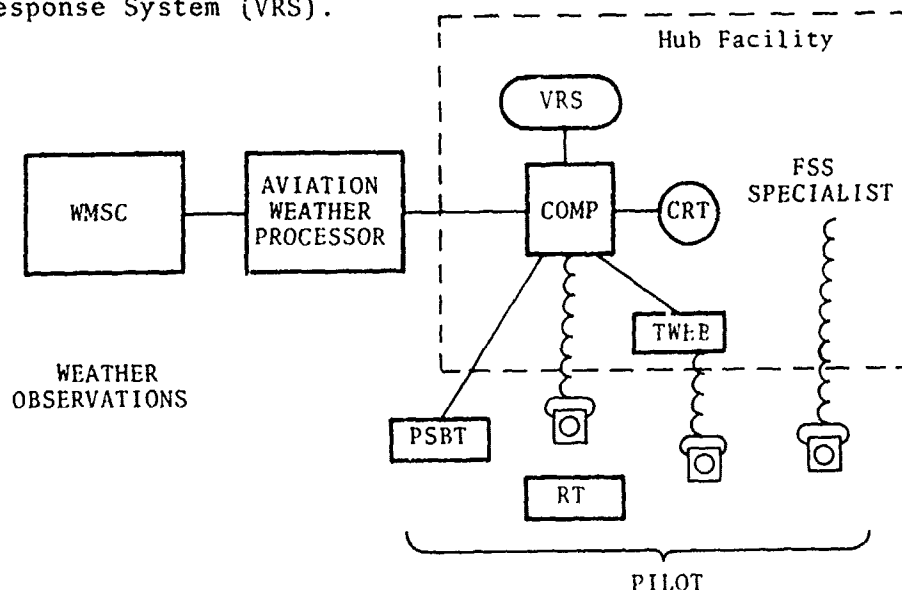 esponse System (VRS).
Hub Facility
VRS
WMSC
AVIATION
WEATHER
PROCESSOR
COMP
CRT
FSS
SPECIALIST
TWEB
WEATHER
OBSERVATIONS
PSBT
RT
PILOT